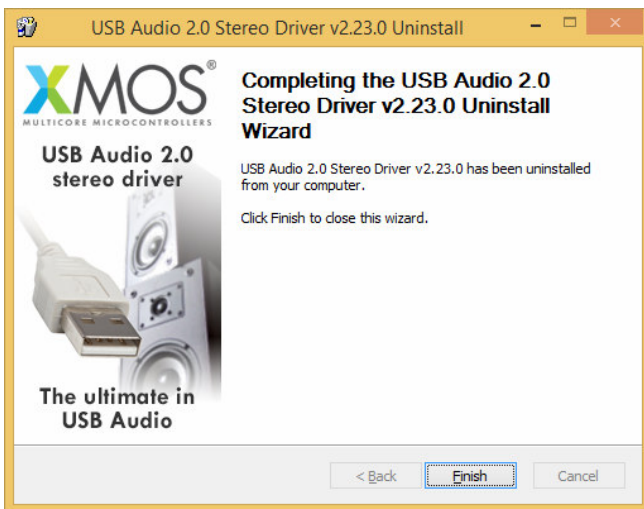 USB Audio 2.0 Stereo Driver v2.23.0 Uninstall
XMOS®
MULTICORE MICROCONTROLLERS
USB Audio 2.0
stereo driver
The ultimate in
USB Audio
Completing the USB Audio 2.0
Stereo Driver v2.23.0 Uninstall
Wizard
USB Audio 2.0 Stereo Driver v2.23.0 has been uninstalled
from your computer.
Click Finish to close this wizard.
< Back
Finish
Cancel